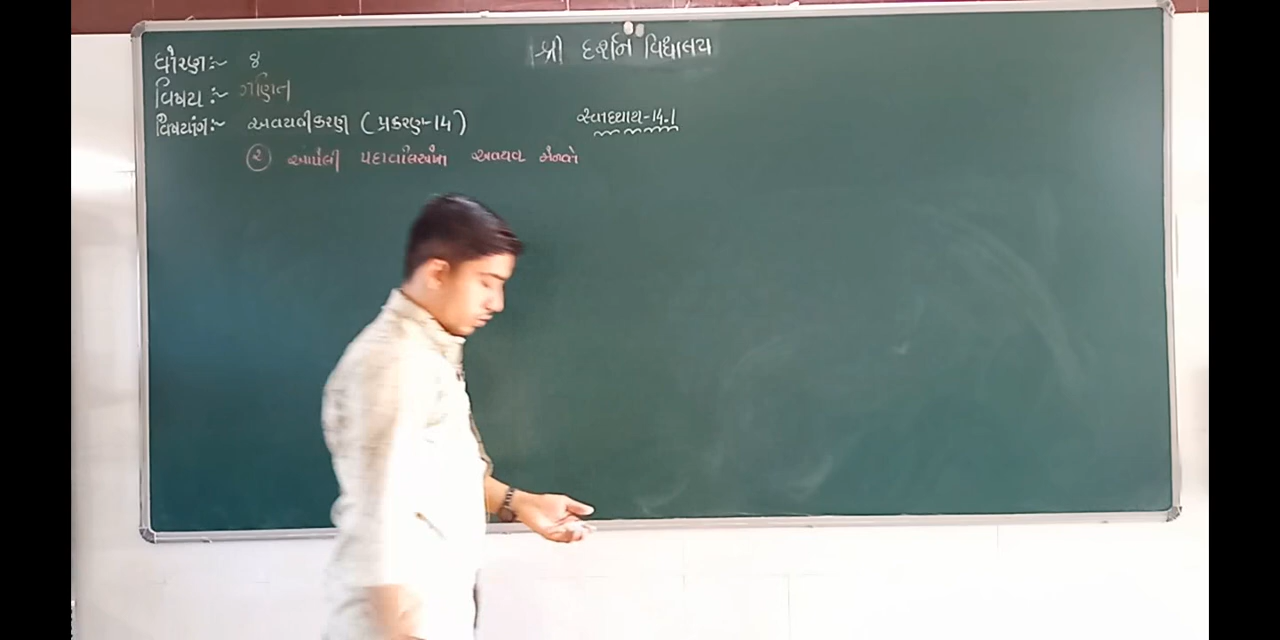 શ્રી દર્શન વિધાલય
ધોરણ :~ ૪
વિષય :~ ગણિત
વિષયાંગ :~ અવયવીકરણ ( પ્રકરણ-14 ) સ્વાધ્યાય-14.1
૨ આપેલી પદાવલિઓના અવયવ મેળવો